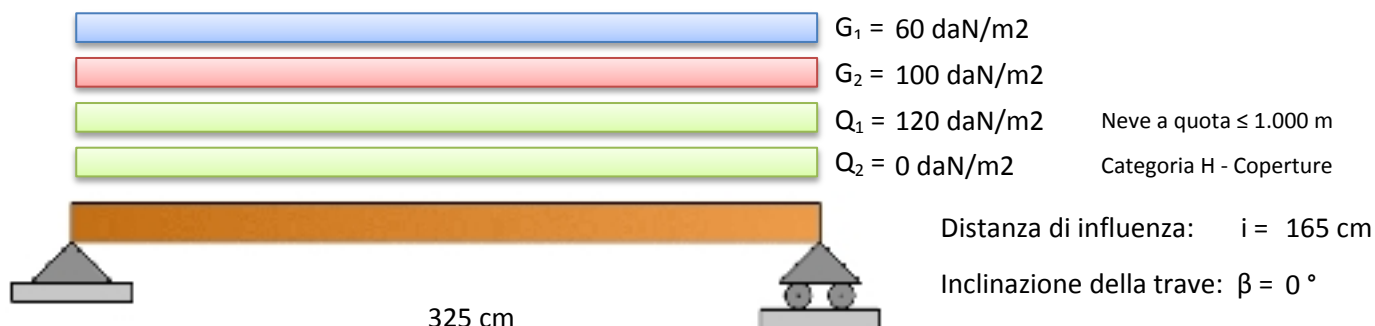 G₁ = 60 daN/m2
G₂ = 100 daN/m2
Q₁ = 120 daN/m2 Neve a quota ≤ 1.000 m
Q₂ = 0 daN/m2 Categoria H - Coperture
Distanza di influenza: i = 165 cm
Inclinazione della trave: β = 0 °
325 cm